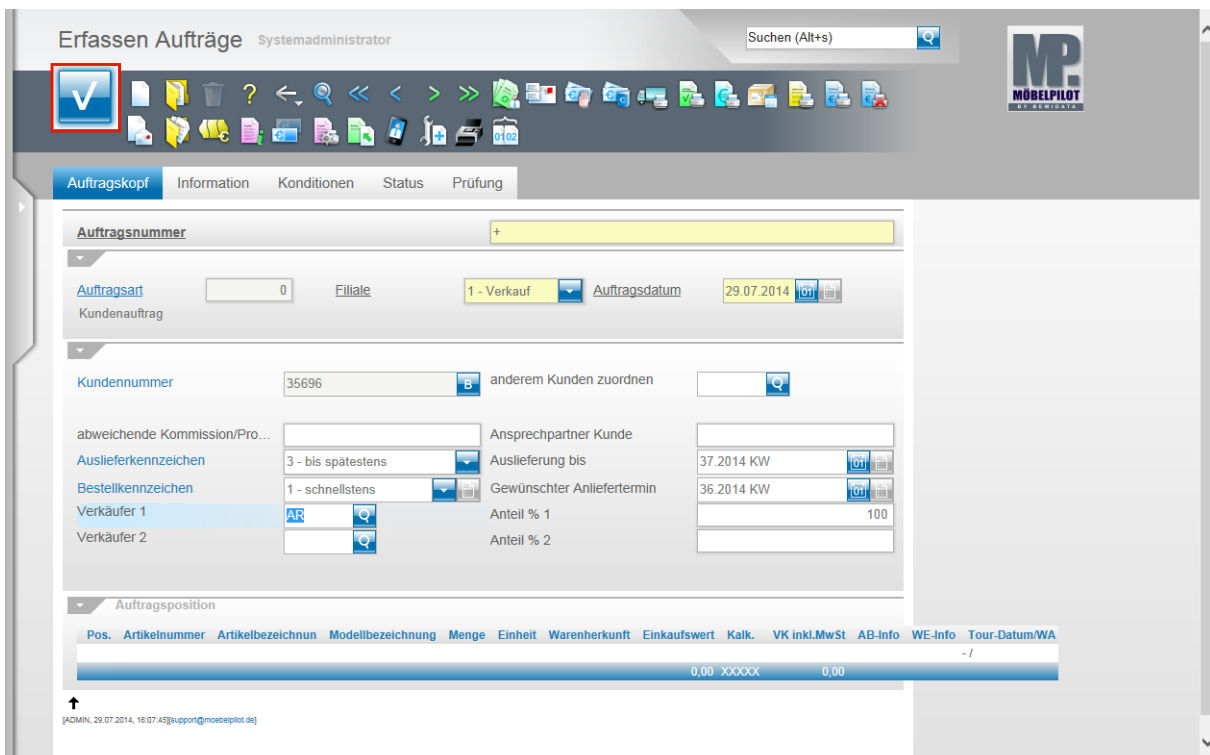 Erfassen Aufträge Systemadministrator Suchen (Alt+s)
MP.
MÖBELPILOT
BY BEWIDATA
Auftragskopf Information Konditionen Status Prüfung
Auftragsnummer +
Auftragsart 0 Filiale 1 - Verkauf Auftragsdatum 29.07.2014 01
Kundenauftrag
Kundennummer 35696 B anderem Kunden zuordnen
abweichende Kommission/Pro... Ansprechpartner Kunde
Auslieferkennzeichen 3 - bis spätestens Auslieferung bis 37.2014 KW 01
Bestellkennzeichen 1 - schnellstens Gewünschter Anliefertermin 36.2014 KW 01
Verkäufer 1 AR Anteil % 1 100
Verkäufer 2 Anteil % 2
Auftragsposition
Pos. Artikelnummer Artikelbezeichnun Modellbezeichnung Menge Einheit Warenherkunft Einkaufswert Kalk. VK inkl.MwSt AB-Info WE-Info Tour-Datum/WA
- /
0,00 XXXXX 0,00
[ADMIN, 29.07.2014, 16:07:45][support@moebelpilot.de]